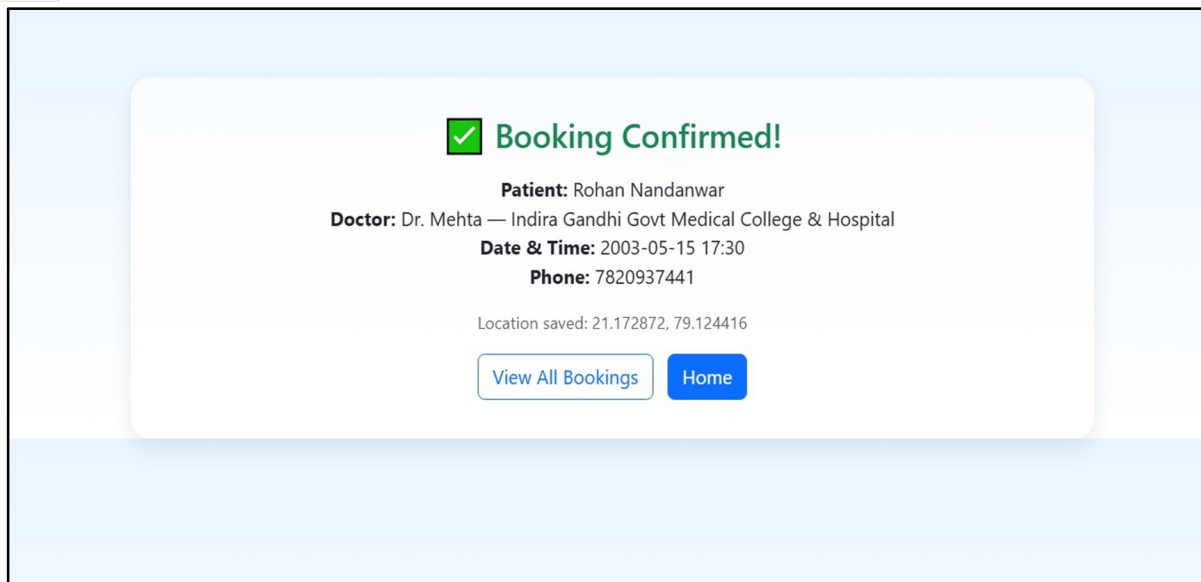 ✅ Booking Confirmed!
Patient: Rohan Nandanwar
Doctor: Dr. Mehta — Indira Gandhi Govt Medical College & Hospital
Date & Time: 2003-05-15 17:30
Phone: 7820937441
Location saved: 21.172872, 79.124416
View All Bookings Home